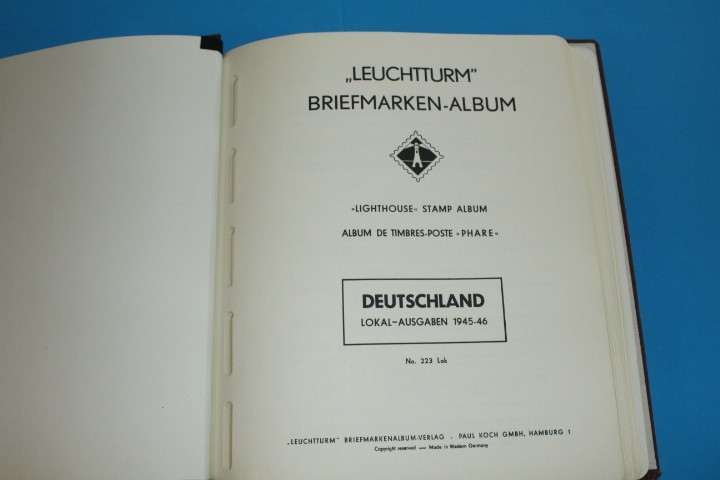 „LEUCHTTURM”
BRIEFMARKEN-ALBUM
»LIGHTHOUSE« STAMP ALBUM
ALBUM DE TIMBRES-POSTE »PHARE«
DEUTSCHLAND
LOKAL-AUSGABEN 1945-46
No. 223 Lok
„LEUCHTTURM” BRIEFMARKENALBUM-VERLAG . PAUL KOCH GMBH. HAMBURG 1
Copyright reserved — Made in Western Germany